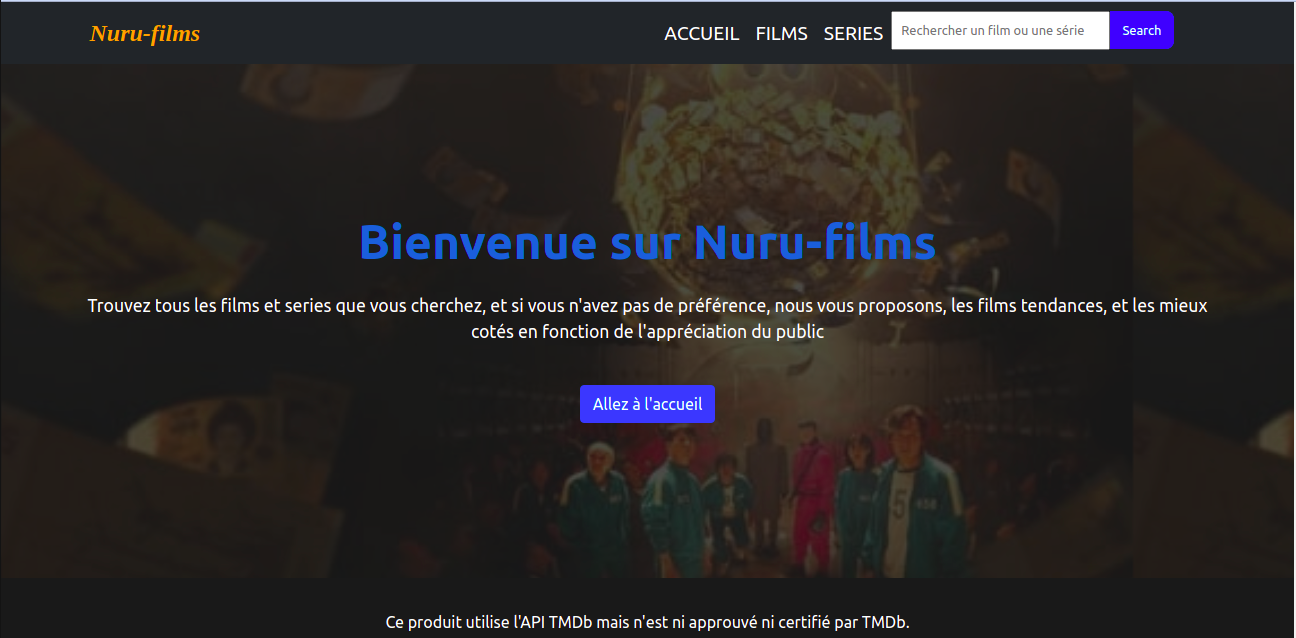 Nuru-films
ACCUEIL FILMS SERIES Rechercher un film ou une série Search
Bienvenue sur Nuru-films
Trouvez tous les films et series que vous cherchez, et si vous n'avez pas de préférence, nous vous proposons, les films tendances, et les mieux
cotés en fonction de l'appréciation du public
Allez à l'accueil
5
456
Ce produit utilise l'API TMDb mais n'est ni approuvé ni certifié par TMDb.